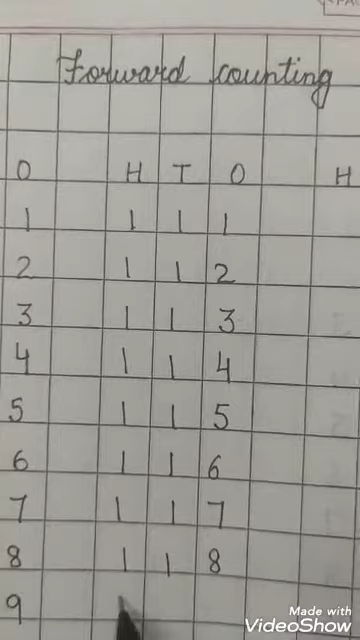 Forward counting
O H T O H
1 1 1 1
2 1 1 2
3 1 1 3
4 1 1 4
5 1 1 5
6 1 1 6
7 1 1 7
8 1 1 8
9
Made with
VideoShow